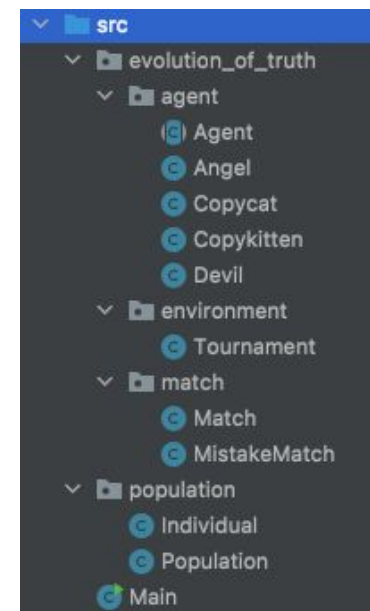 src
evolution_of_truth
agent
Agent
Angel
Copycat
Copykitten
Devil
environment
Tournament
match
Match
MistakeMatch
population
Individual
Population
Main